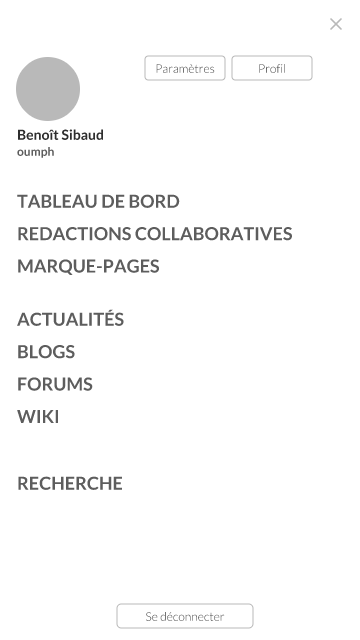 Paramètres
Profil
Benoît Sibaud
oumph
TABLEAU DE BORD
REDACTIONS COLLABORATIVES
MARQUE-PAGES
ACTUALITÉS
BLOGS
FORUMS
WIKI
RECHERCHE
Se déconnecter